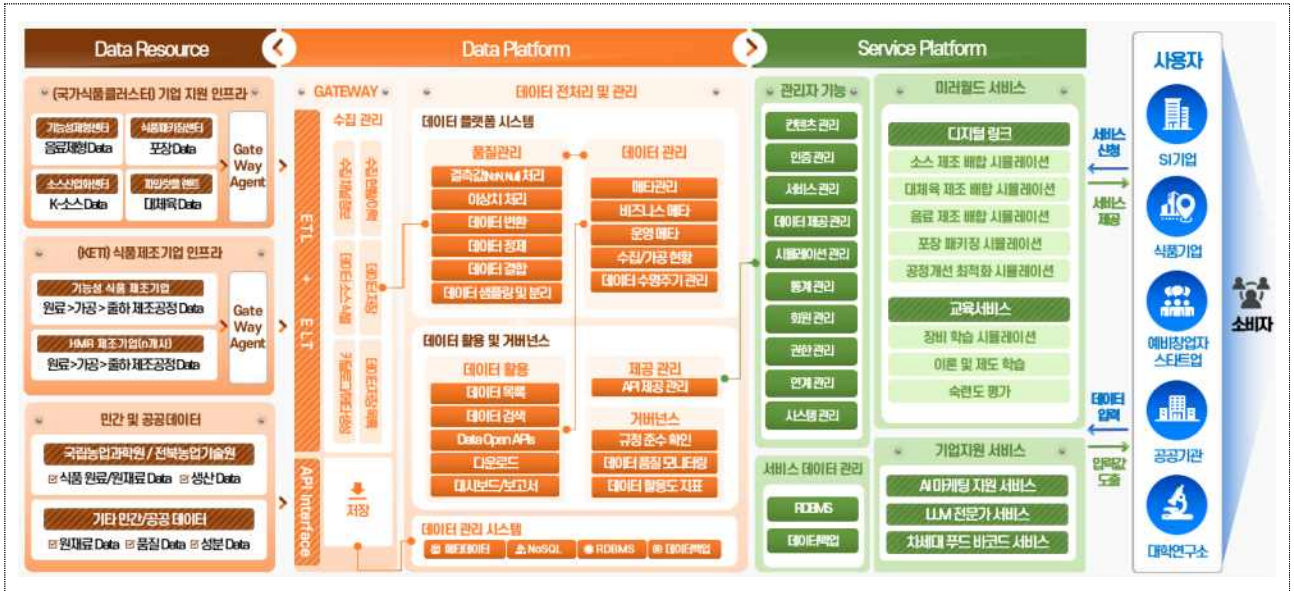 Data Resource
Data Platform
Service Platform
(국가식품클러스터) 기업 지원 인프라
기능성제형센터
음료제형Data
식품패키징센터
포장Data
소스산업화센터
K-소스Data
파일럿플랜트
대체육Data
Gate
Way
Agent
(KETI) 식품제조기업 인프라
기능성 식품 제조기업
원료>가공>출하 제조공정Data
HMR 제조기업(n개사)
원료>가공>출하 제조공정Data
Gate
Way
Agent
민간 및 공공데이터
국립농업과학원 / 전북농업기술원
식품 원료/원재료 Data
생산 Data
기타 민간/공공 데이터
원재료 Data
품질 Data
성분 Data
GATEWAY
수집 관리
ETL + ELT
API Interface
저장
데이터 전처리 및 관리
데이터 플랫폼 시스템
품질관리
이상치 처리
데이터 변환
데이터 정제
데이터 결합
데이터 샘플링 및 분리
데이터 관리
메타관리
비즈니스 메타
운영 메타
수집/가공 현황
데이터 수명주기 관리
데이터 활용 및 거버넌스
데이터 활용
데이터 목록
데이터 검색
Data Open APIs
다운로드
대시보드/보고서
제공 관리
API 제공 관리
거버넌스
규정 준수 확인
데이터 품질 모니터링
데이터 활용도 지표
데이터 관리 시스템
메타데이터
NoSQL
RDBMS
데이터백업
관리자 기능
컨텐츠 관리
인증 관리
서비스 관리
데이터 제공 관리
시뮬레이션 관리
통계 관리
회원 관리
권한 관리
연계 관리
시스템 관리
서비스 데이터 관리
RDBMS
데이터백업
미러월드 서비스
디지털 링크
소스 제조 배합 시뮬레이션
대체육 제조 배합 시뮬레이션
음료 제조 배합 시뮬레이션
포장 패키징 시뮬레이션
공정개선 최적화 시뮬레이션
교육서비스
장비 학습 시뮬레이션
이론 및 제도 학습
숙련도 평가
기업지원 서비스
AI 마케팅 지원 서비스
LLM 전문가 서비스
차세대 푸드 바코드 서비스
서비스
신청
서비스
제공
데이터
입력
입력값
도출
사용자
SI기업
식품기업
예비창업자
스타트업
공공기관
대학연구소
소비자